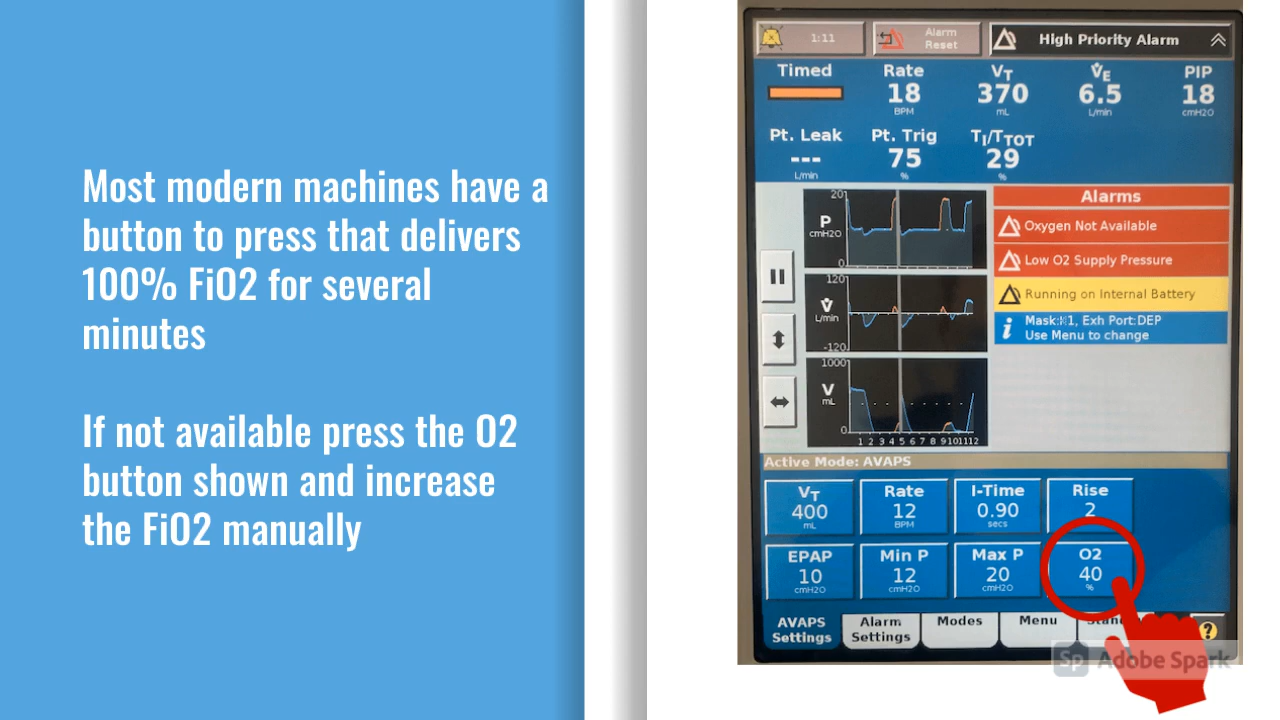 Most modern machines have a
button to press that delivers
100% FiO2 for several
minutes
If not available press the O2
button shown and increase
the FiO2 manually
1:11
Alarm
Reset
High Priority Alarm
Timed
Rate
18
BPM
VT
370
mL
V̇E
6.5
L/min
PIP
18
cmH2O
Pt. Leak
---
L/min
Pt. Trig
75
%
TI/TTOT
29
%
P
cmH2O
20
0
V̇
L/min
120
-120
V
mL
1000
0
1 2 3 4 5 6 7 8 9 10 11 12
Alarms
Oxygen Not Available
Low O2 Supply Pressure
Running on Internal Battery
i
Mask: 1, Exh Port:DEP
Use Menu to change
Active Mode: AVAPS
VT
400
mL
Rate
12
BPM
I-Time
0.90
secs
Rise
2
EPAP
10
cmH2O
Min P
12
cmH2O
Max P
20
cmH2O
O2
40
%
AVAPS
Settings
Alarm
Settings
Modes
Menu
?
Sp Adobe Spark